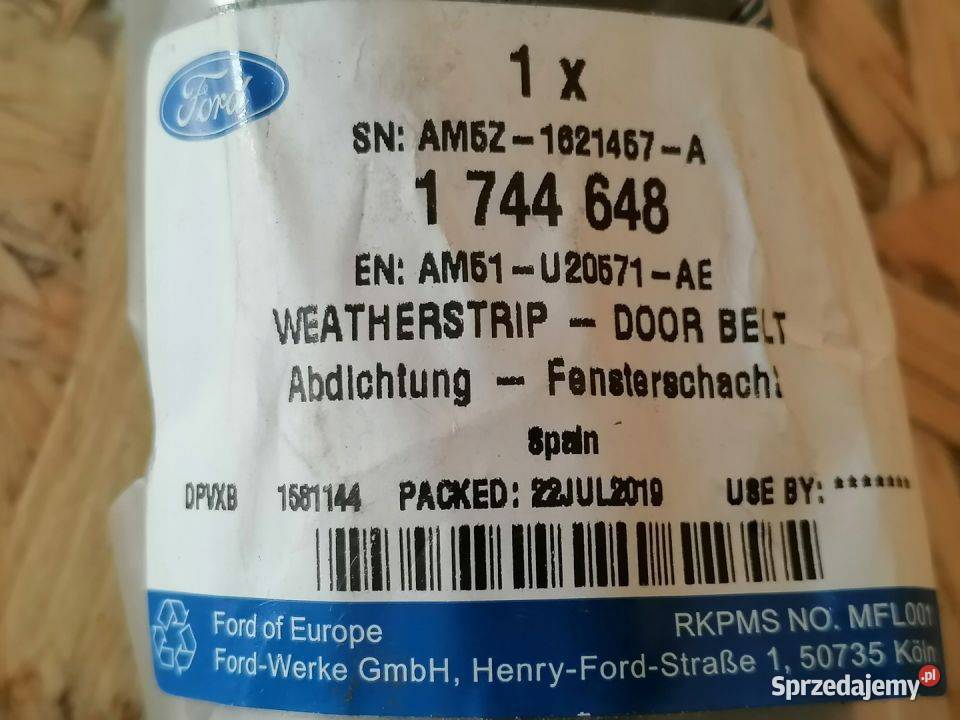 Ford
1 x
SN: AM5Z-1621457-A
1 744 648
EN: AM51-U20571-AE
WEATHERSTRIP - DOOR BELT
Abdichtung - Fensterschacht
Spain
DPVXB 1581144 PACKED: 22JUL2019 USE BY: *******
Ford of Europe RKPMS NO. MFL001
Ford-Werke GmbH, Henry-Ford-Straße 1, 50735 Köln
Sprzedajemy.pl